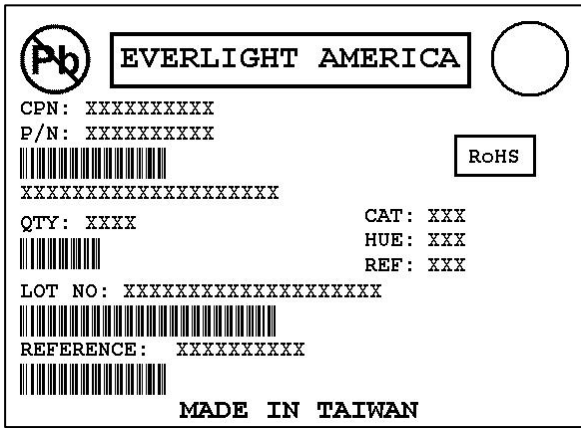 Pb
EVERLIGHT AMERICA
CPN: XXXXXXXXXX
P/N: XXXXXXXXXX
RoHS
XXXXXXXXXXXXXXXXXXXX
QTY: XXXX
CAT: XXX
HUE: XXX
REF: XXX
LOT NO: XXXXXXXXXXXXXXXXXXXX
REFERENCE: XXXXXXXXXX
MADE IN TAIWAN